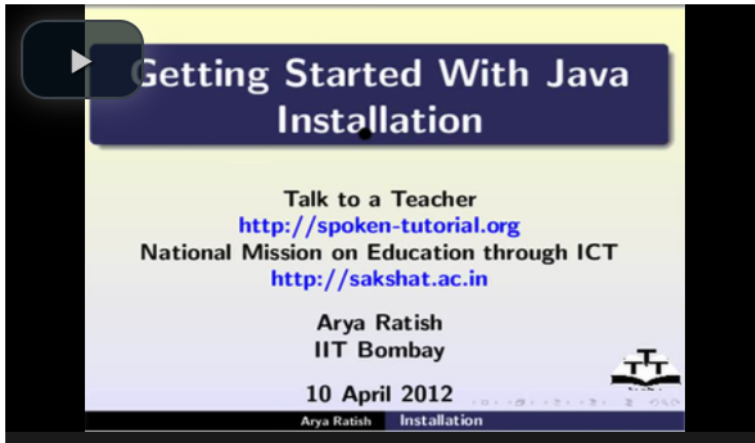 Getting Started With Java
Installation
Talk to a Teacher
http://spoken-tutorial.org
National Mission on Education through ICT
http://sakshat.ac.in
Arya Ratish
IIT Bombay
10 April 2012
TTT
Arya Ratish Installation